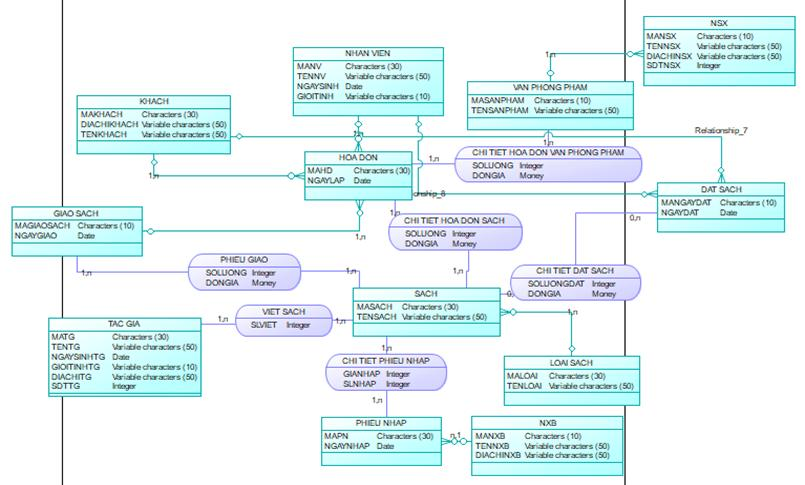 NSX
MANSX Characters (10)
TENNSX Variable characters (50)
DIACHINSX Variable characters (50)
SDTNSX Integer
NHAN VIEN
MANV Characters (30)
TENNV Variable characters (50)
NGAYSINH Date
GIOITINH Variable characters (10)
1,n
VAN PHONG PHAM
MASANPHAM Characters (10)
TENSANPHAM Variable characters (50)
KHACH
MAKHACH Characters (30)
DIACHIKHACH Variable characters (50)
TENKHACH Variable characters (50)
Relationship_7
1,n
1,n
CHI TIET HOA DON VAN PHONG PHAM
SOLUONG Integer
DONGIA Money
HOA DON
MAHD Characters (30)
NGAYLAP Date
1,n
1,n
onship_8
DAT SACH
MANGAYDAT Characters (10)
NGAYDAT Date
GIAO SACH
MAGIAOSACH Characters (10)
NGAYGIAO Date
1,n
0,n
CHI TIET HOA DON SACH
SOLUONG Integer
DONGIA Money
1,n
PHIEU GIAO
SOLUONG Integer
DONGIA Money
1,n
1,n
1,n
CHI TIET DAT SACH
SOLUONGDAT Integer
DONGIA Money
SACH
MASACH Characters (30)
TENSACH Variable characters (50)
0,
VIET SACH
SLVIET Integer
1,n
1,n
1,n
TAC GIA
MATG Characters (30)
TENTG Variable characters (50)
NGAYSINHTG Date
GIOITINHTG Variable characters (10)
DIACHITG Variable characters (50)
SDTTG Integer
1,n
CHI TIET PHIEU NHAP
GIANHAP Integer
SLNHAP Integer
LOAI SACH
MALOAI Characters (30)
TENLOAI Variable characters (50)
1,n
PHIEU NHAP
MAPN Characters (30)
NGAYNHAP Date
n,1
NXB
MANXB Characters (10)
TENNXB Variable characters (50)
DIACHINXB Variable characters (50)